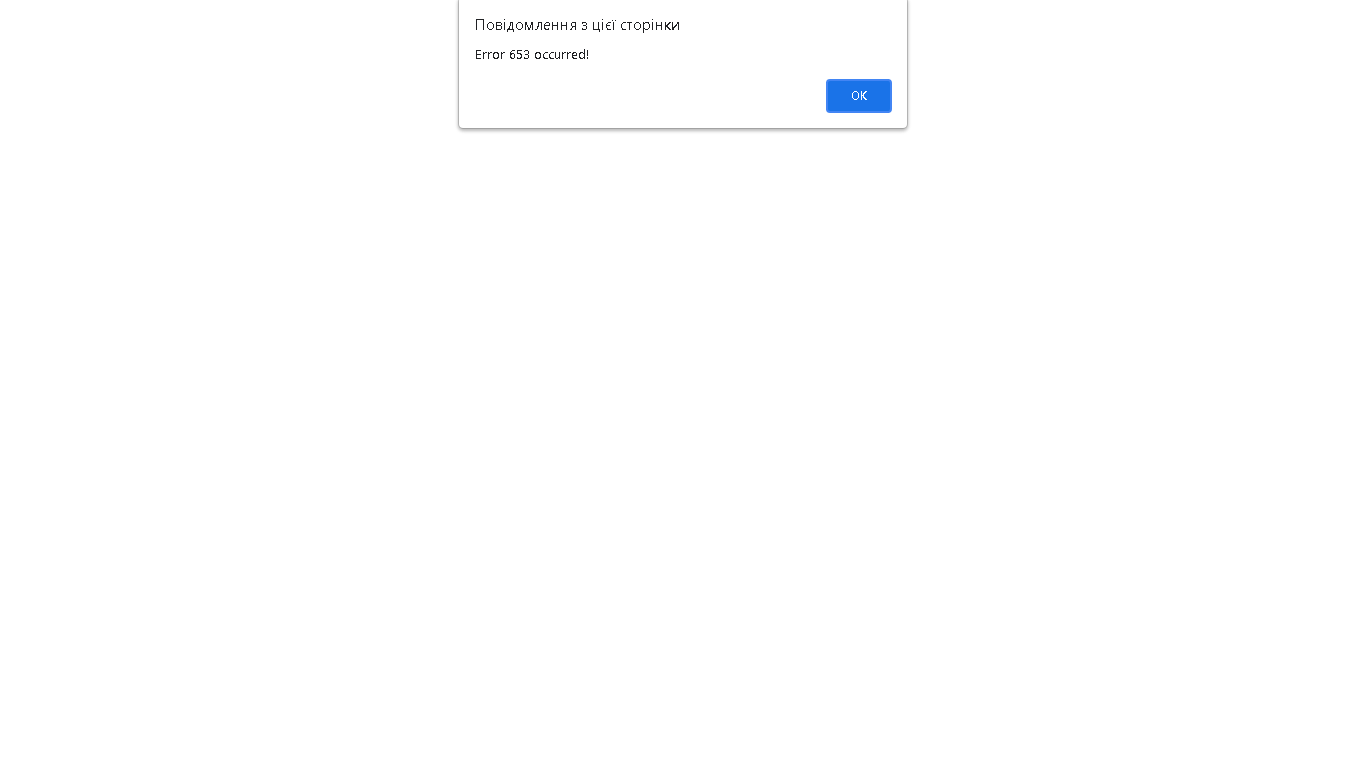 Повідомлення з цієї сторінки
Error 653 occurred!
OK